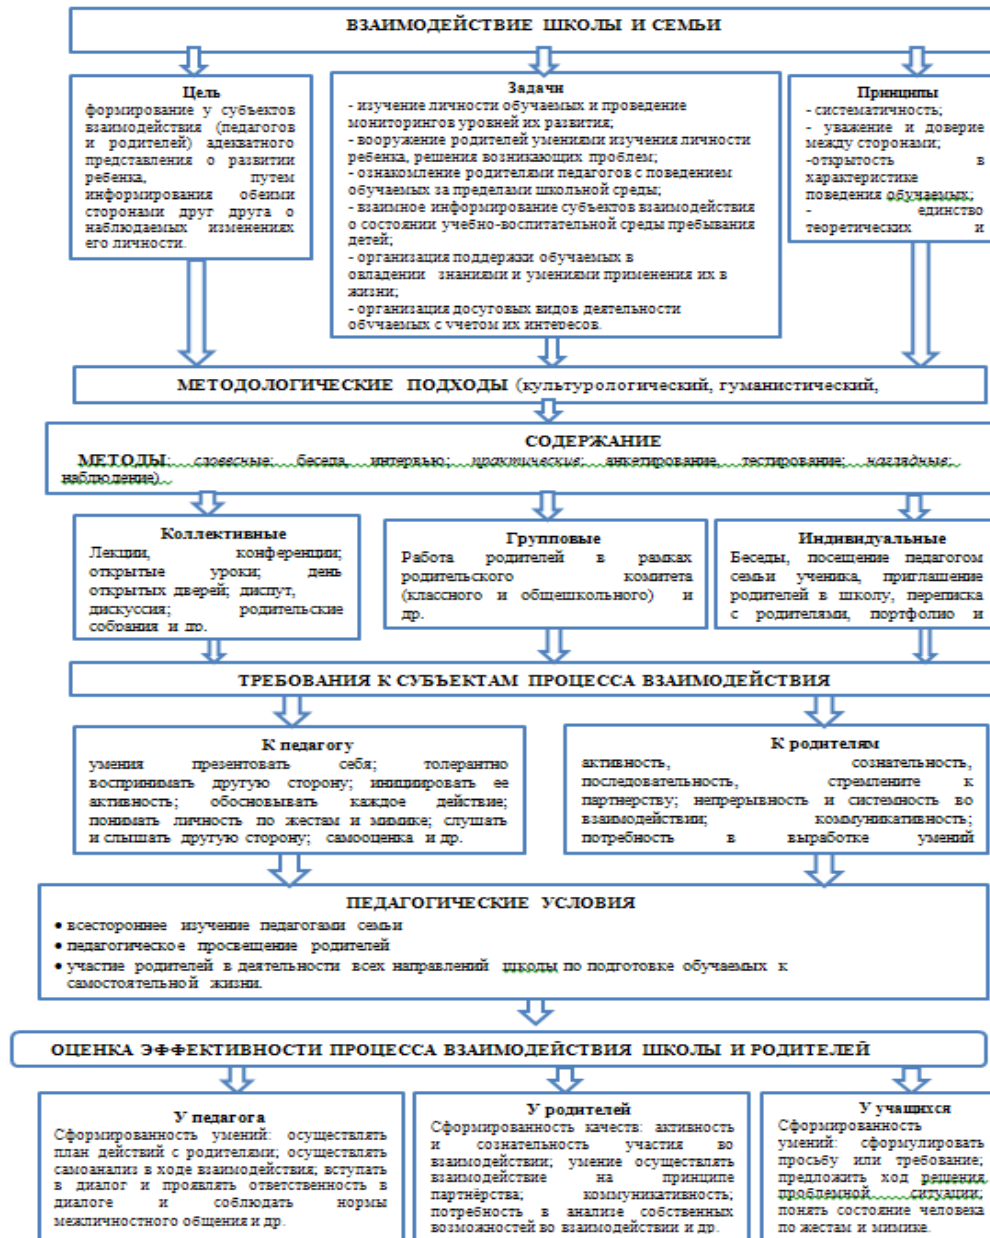 ВЗАИМОДЕЙСТВИЕ ШКОЛЫ И СЕМЬИ
Цель
формирование у субъектов
взаимодействия (педагогов
и родителей) адекватного
представления о развитии
ребенка, путем
информирования обеими
сторонами друг друга о
наблюдаемых изменениях
его личности.
Задачи
- изучение личности обучаемых и проведение
мониторингов уровней их развития;
- вооружение родителей умениями изучения личности
ребенка, решения возникающих проблем;
- ознакомление родителями педагогов с поведением
обучаемых за пределами школьной среды;
- взаимное информирование субъектов взаимодействия
о состоянии учебно-воспитательной среды пребывания
детей;
- организация поддержки обучаемых в
овладении знаниями и умениями применения их в
жизни;
- организация досуговых видов деятельности
обучаемых с учетом их интересов.
Принципы
- систематичность;
- уважение и доверие
между сторонами;
-открытость в
характеристике
поведения обучаемых;
- единство
теоретических и
МЕТОДОЛОГИЧЕСКИЕ ПОДХОДЫ (культурологический, гуманистический,
СОДЕРЖАНИЕ
МЕТОДЫ: словесные: беседа, интервью; практические: анкетирование, тестирование; наглядные:
наблюдение).
Коллективные
Лекции, конференции;
открытые уроки; день
открытых дверей; диспут,
дискуссия; родительские
собрания и др.
Групповые
Работа родителей в рамках
родительского комитета
(классного и общешкольного) и
др.
Индивидуальные
Беседы, посещение педагогом
семьи ученика, приглашение
родителей в школу, переписка
с родителями, портфолио и
ТРЕБОВАНИЯ К СУБЪЕКТАМ ПРОЦЕССА ВЗАИМОДЕЙСТВИЯ
К педагогу
умения презентовать себя; толерантно
воспринимать другую сторону; инициировать ее
активность; обосновывать каждое действие;
понимать личность по жестам и мимике; слушать
и слышать другую сторону; самооценка и др.
К родителям
активность, сознательность,
последовательность, стремлените к
партнерству; непрерывность и системность во
взаимодействии; коммуникативность;
потребность в выработке умений
ПЕДАГОГИЧЕСКИЕ УСЛОВИЯ
• всестороннее изучение педагогами семьи
• педагогическое просвещение родителей
• участие родителей в деятельности всех направлений школы по подготовке обучаемых к
самостоятельной жизни.
ОЦЕНКА ЭФФЕКТИВНОСТИ ПРОЦЕССА ВЗАИМОДЕЙСТВИЯ ШКОЛЫ И РОДИТЕЛЕЙ
У педагога
Сформированность умений: осуществлять
план действий с родителями; осуществлять
самоанализ в ходе взаимодействия; вступать
в диалог и проявлять ответственность в
диалоге и соблюдать нормы
межличностного общения и др.
У родителей
Сформированность качеств: активность
и сознательность участия во
взаимодействии; умение осуществлять
взаимодействие на принципе
партнёрства; коммуникативность;
потребность в анализе собственных
возможностей во взаимодействии и др.
У учащихся
Сформированность
умений: сформулировать
просьбу или требование;
предложить ход решения
проблемной ситуации;
понять состояние человека
по жестам и мимике.